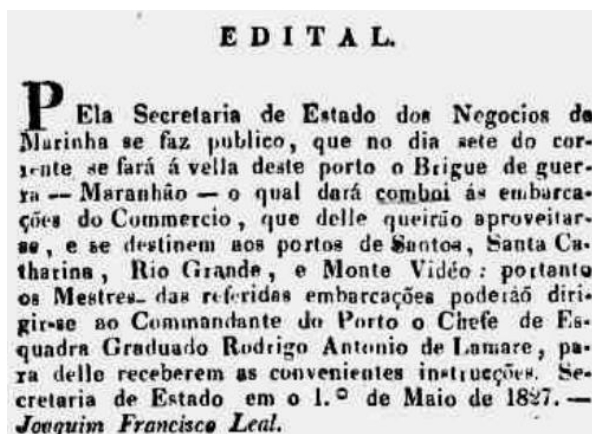 EDITAL.
PEla Secretaria de Estado dos Negocios da
Marinha se faz publico, que no dia sete do cor-
rente se fará á vella deste porto o Brigue de guer-
ra — Maranhão — o qual dará comboi ás embarca-
ções do Commercio, que delle queirão aproveitar-
se, e se destinem aos portos de Santos, Santa Ca-
tharina, Rio Grande, e Monte Vidéo: portanto
os Mestres das referidas embarcações poderáõ diri-
gir-se ao Commandante do Porto o Chefe de Es-
quadra Graduado Rodrigo Antonio de Lamare, pa-
ra delle receberem as convenientes instrucções. Se-
cretaria de Estado em o 1.º de Maio de 1827. —
Joaquim Francisco Leal.